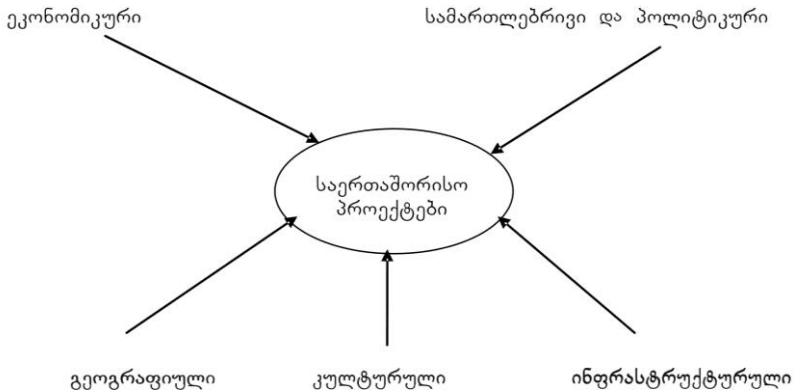 ეკონომიკური
სამართლებრივი და პოლიტიკური
საერთაშორისო
პროექტები
გეოგრაფიული
კულტურული
ინფრასტრუქტურული